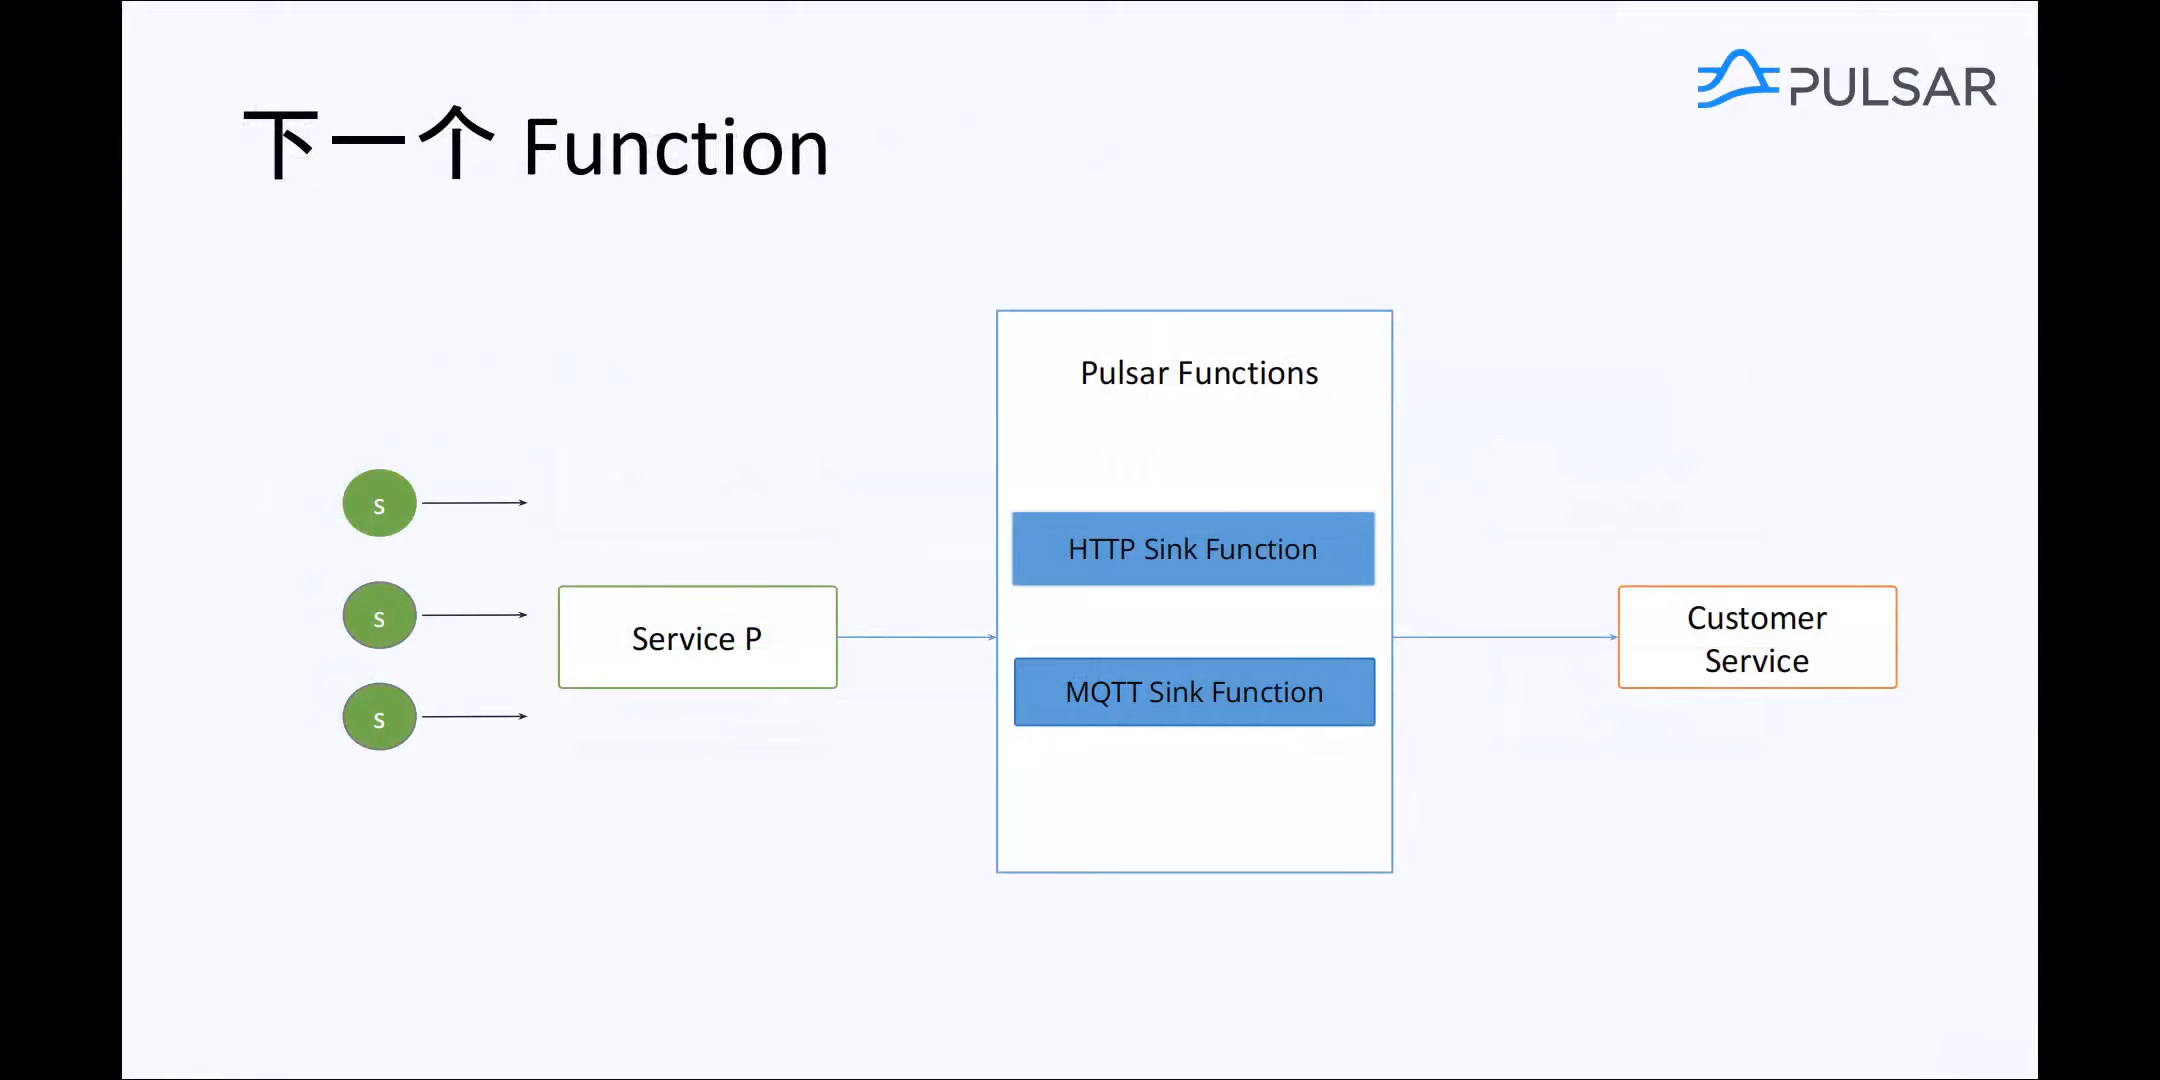 PULSAR
下一个 Function
Pulsar Functions
s
s
s
Service P
HTTP Sink Function
MQTT Sink Function
Customer
Service